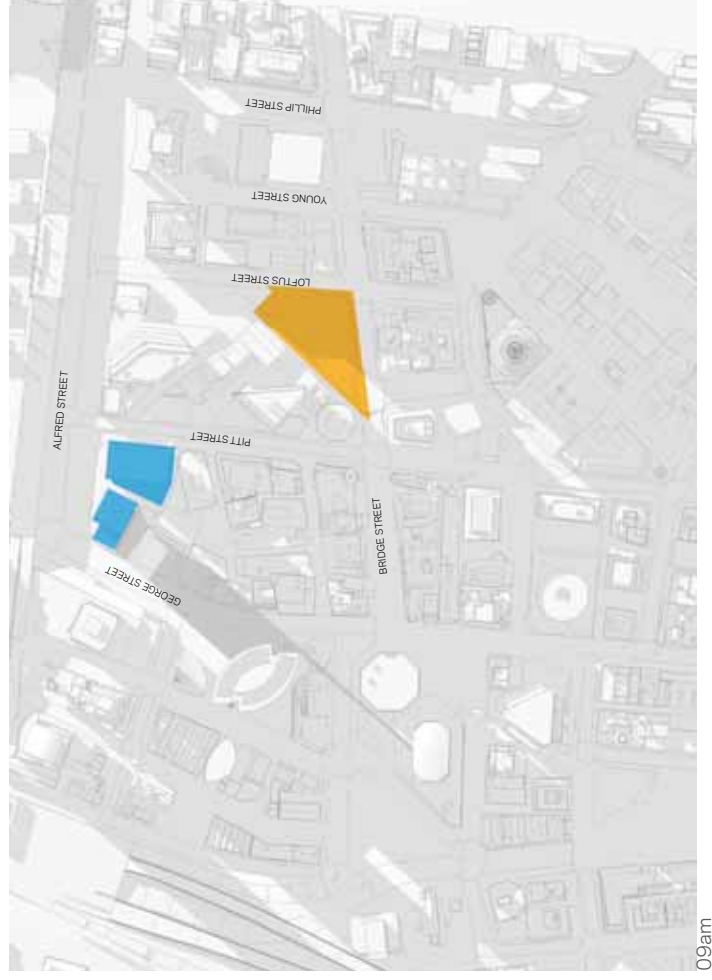 PHILLIP STREET
YOUNG STREET
LOFTUS STREET
ALFRED STREET
PITT STREET
BRIDGE STREET
GEORGE STREET
09am